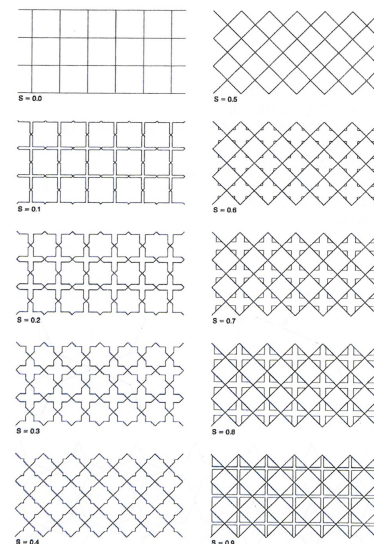 S = 0.0
S = 0.5
S = 0.1
S = 0.6
S = 0.2
S = 0.7
S = 0.3
S = 0.8
S = 0.4
S = 0.9